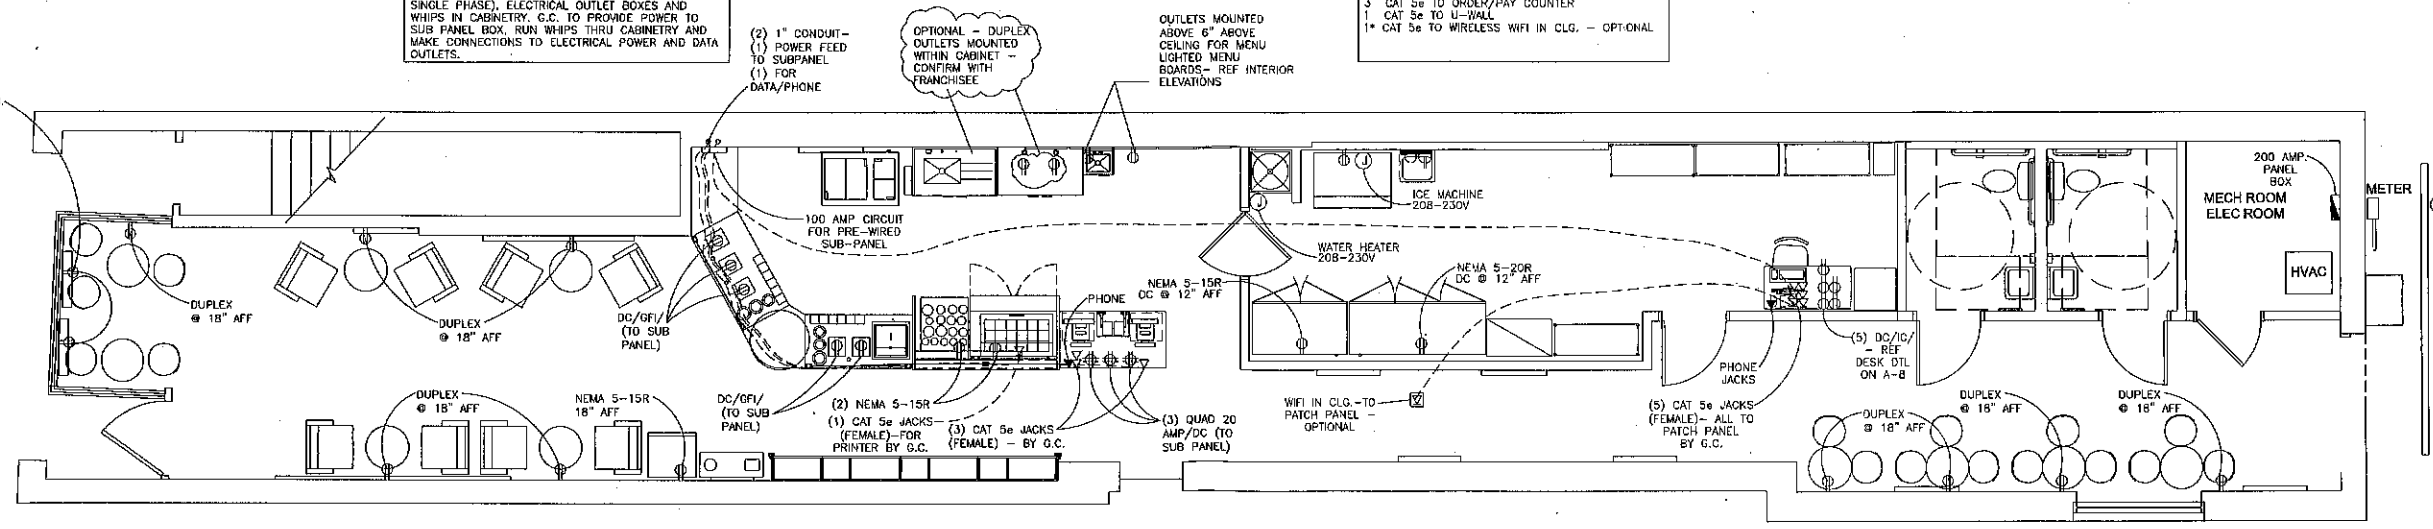 SINGLE PHASE), ELECTRICAL OUTLET BOXES AND
WHIPS IN CABINETRY. G.C. TO PROVIDE POWER TO
SUB PANEL BOX, RUN WHIPS THRU CABINETRY AND
MAKE CONNECTIONS TO ELECTRICAL POWER AND DATA
OUTLETS.
(2) 1" CONDUIT-
(1) POWER FEED
TO SUBPANEL
(1) FOR
DATA/PHONE
OPTIONAL - DUPLEX
OUTLETS MOUNTED
WITHIN CABINET -
CONFIRM WITH
FRANCHISEE
OUTLETS MOUNTED
ABOVE 6" ABOVE
CEILING FOR MENU
LIGHTED MENU
BOARDS- REF INTERIOR
ELEVATIONS
3 CAT 5e TO ORDER/PAY COUNTER
1 CAT 5e TO U-WALL
1* CAT 5e TO WIRELESS WIFI IN CLG. - OPTIONAL
200 AMP.
PANEL
BOX
METER
MECH ROOM
ELEC ROOM
HVAC
ICE MACHINE
208-230V
J
J
100 AMP CIRCUIT
FOR PRE-WIRED
SUB-PANEL
WATER HEATER
208-230V
NEMA 5-15R
DC @ 12" AFF
NEMA 5-20R
DC @ 12" AFF
PHONE
DUPLEX
@ 18" AFF
DUPLEX
@ 18" AFF
DC/GFI/
(TO SUB
PANEL)
(5) DC/IC/
- REF
DESK DTL
ON A-8
PHONE
JACKS
DUPLEX
@ 18" AFF
NEMA 5-15R
18" AFF
DC/GFI/
(TO SUB
PANEL)
(2) NEMA 5-15R
(1) CAT 5e JACKS
(FEMALE)-FOR
PRINTER BY G.C.
(3) CAT 5e JACKS
(FEMALE) - BY G.C.
(3) QUAD 20
AMP/DC (TO
SUB PANEL)
WIFI IN CLG.-TO
PATCH PANEL -
OPTIONAL
(5) CAT 5e JACKS
(FEMALE)- ALL TO
PATCH PANEL
BY G.C.
DUPLEX
@ 18" AFF
DUPLEX
@ 18" AFF
DUPLEX
@ 18" AFF